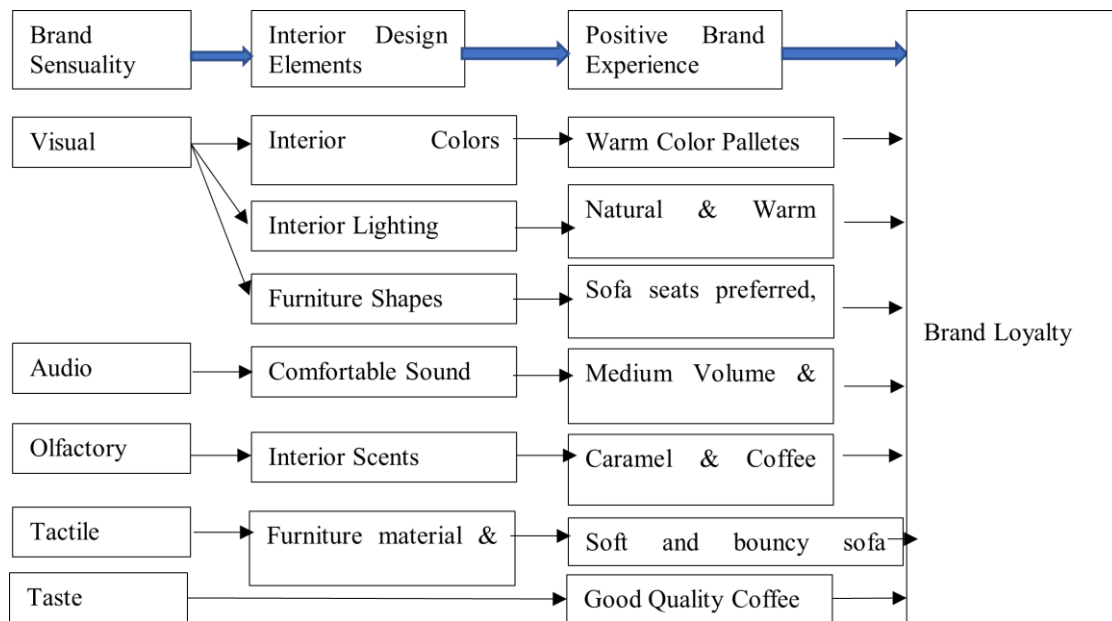 Brand
Sensuality
Interior Design
Elements
Positive Brand
Experience
Visual
Interior Colors
Warm Color Palletes
Interior Lighting
Natural & Warm
Furniture Shapes
Sofa seats preferred,
Brand Loyalty
Audio
Comfortable Sound
Medium Volume &
Olfactory
Interior Scents
Caramel & Coffee
Tactile
Furniture material &
Soft and bouncy sofa
Taste
Good Quality Coffee